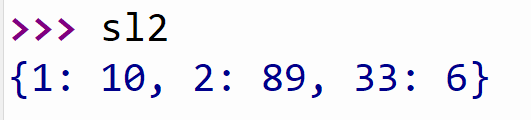 >>> sl2
{1: 10, 2: 89, 33: 6}